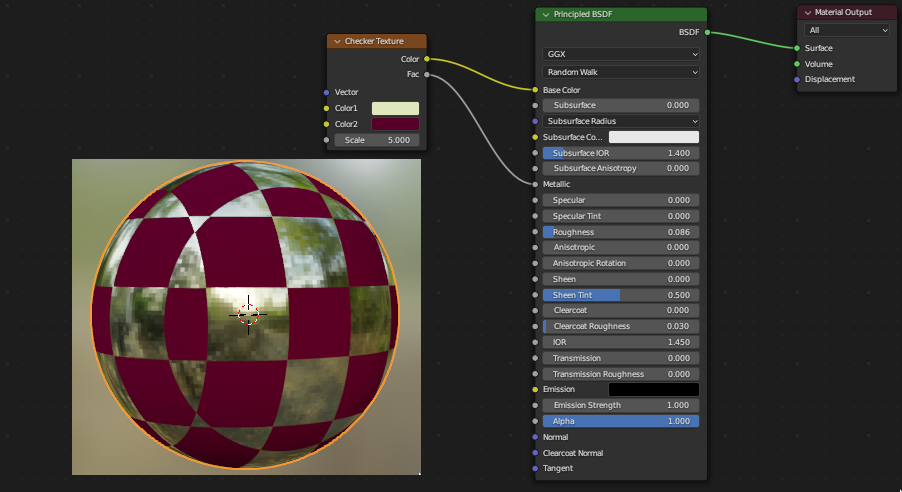 Checker Texture
Color
Fac
Vector
Color1
Color2
Scale 5.000
Principled BSDF
BSDF
GGX
Random Walk
Base Color
Subsurface 0.000
Subsurface Radius
Subsurface Co...
Subsurface IOR 1.400
Subsurface Anisotropy 0.000
Metallic
Specular 0.000
Specular Tint 0.000
Roughness 0.086
Anisotropic 0.000
Anisotropic Rotation 0.000
Sheen 0.000
Sheen Tint 0.500
Clearcoat 0.000
Clearcoat Roughness 0.030
IOR 1.450
Transmission 0.000
Transmission Roughness 0.000
Emission
Emission Strength 1.000
Alpha 1.000
Normal
Clearcoat Normal
Tangent
Material Output
All
Surface
Volume
Displacement